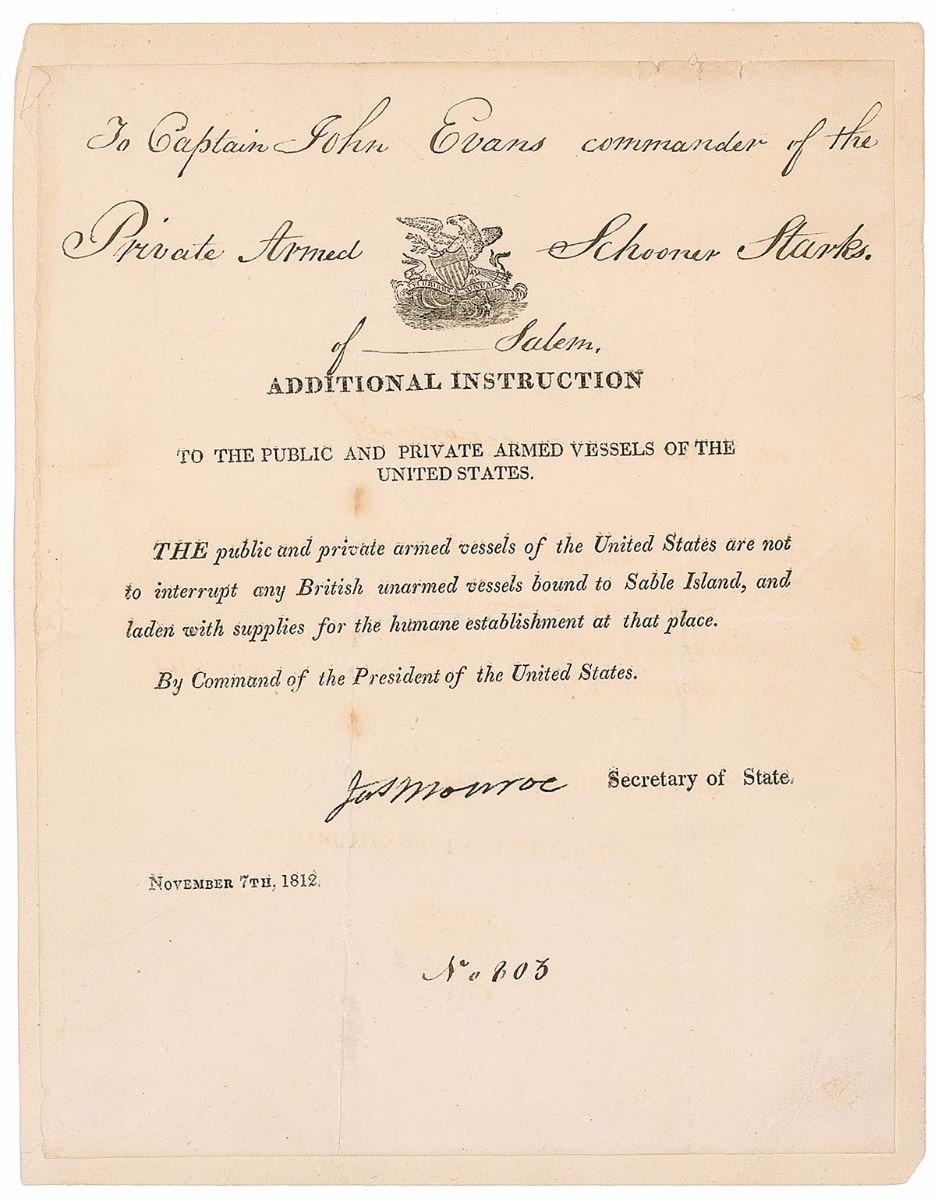 To Captain John Evans commander of the
Private Armed Schooner Starks.
of Salem.
ADDITIONAL INSTRUCTION
TO THE PUBLIC AND PRIVATE ARMED VESSELS OF THE
UNITED STATES.
THE public and private armed vessels of the United States are not
to interrupt any British unarmed vessels bound to Sable Island, and
laden with supplies for the humane establishment at that place.
By Command of the President of the United States.
Jas Monroe Secretary of State.
NOVEMBER 7TH, 1812.
No 803